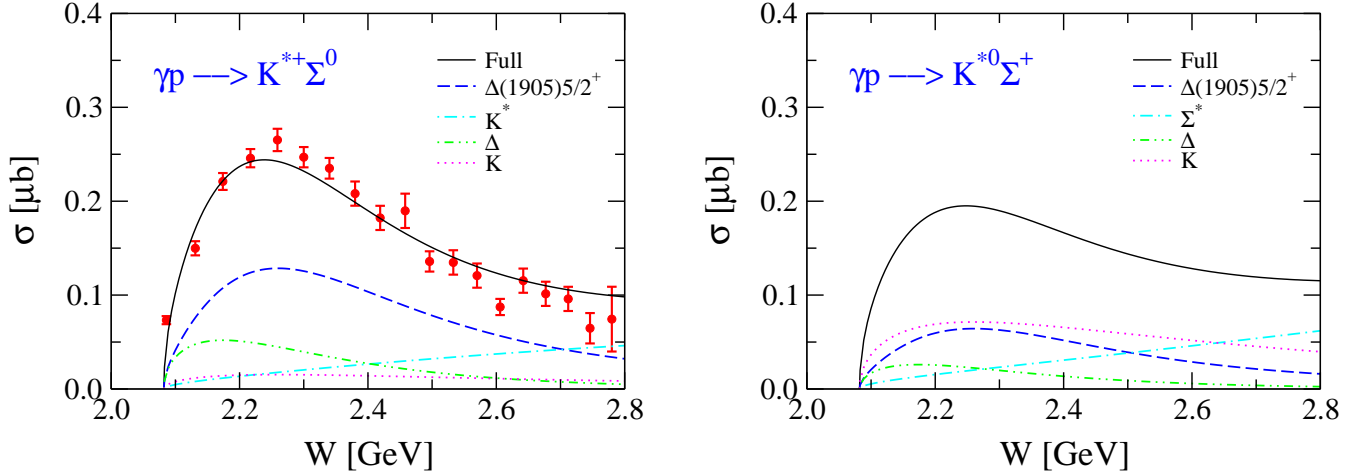 γp —> K*+Σ0
Full
Δ(1905)5/2+
K*
Δ
K
σ [μb]
0.4
0.3
0.2
0.1
0.0
2.0 2.2 2.4 2.6 2.8
W [GeV]
γp —> K*0Σ+
Full
Δ(1905)5/2+
Σ*
Δ
K
σ [μb]
0.4
0.3
0.2
0.1
0.0
2.0 2.2 2.4 2.6 2.8
W [GeV]